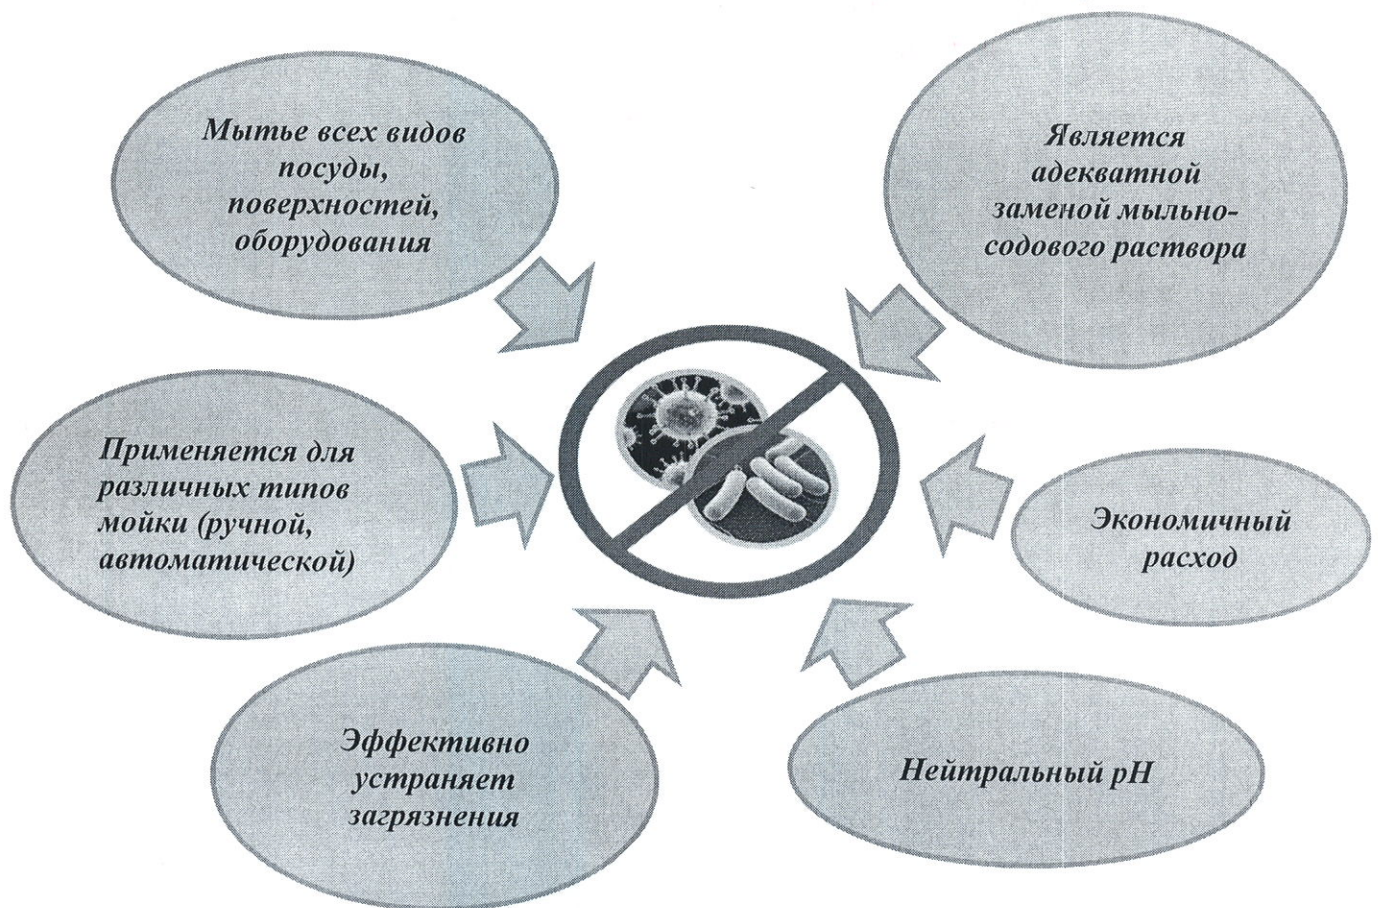 Мытье всех видов
посуды,
поверхностей,
оборудования
Является
адекватной
заменой мыльно-
содового раствора
Применяется для
различных типов
мойки (ручной,
автоматической)
Экономичный
расход
Эффективно
устраняет
загрязнения
Нейтральный pH